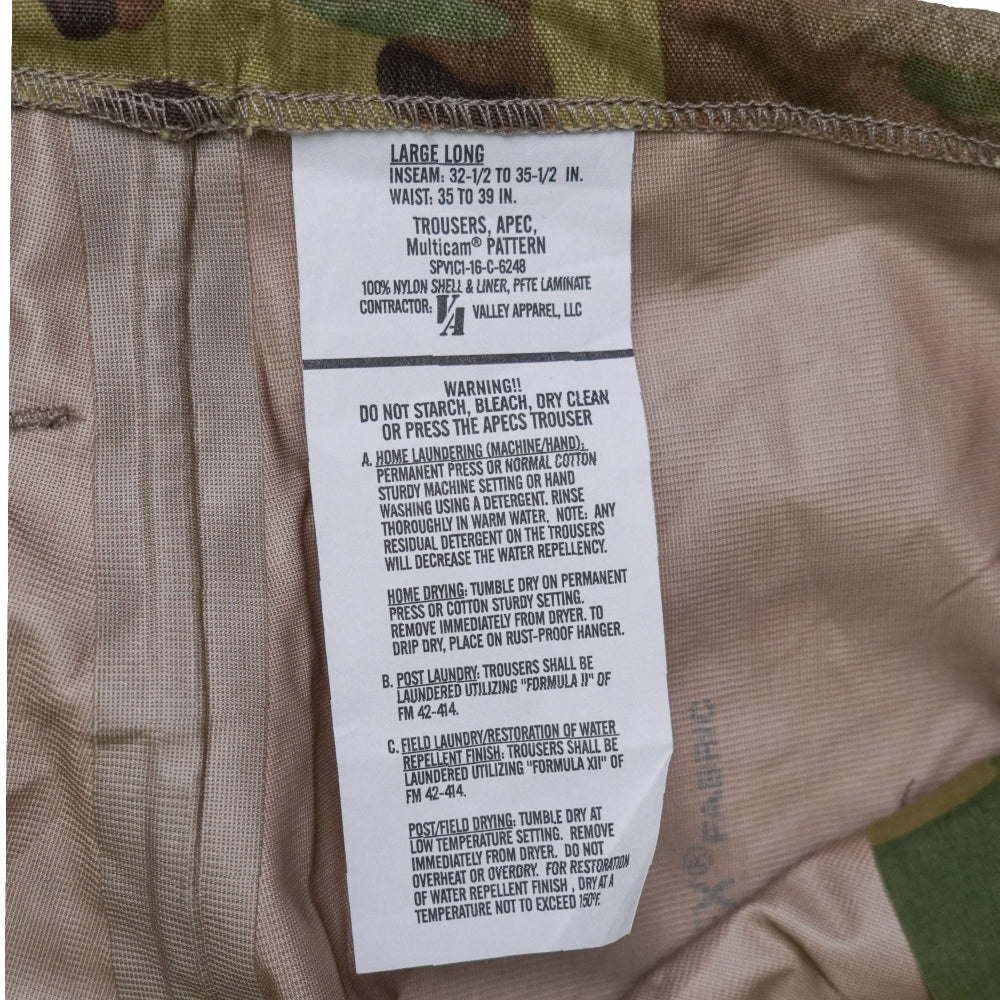 LARGE LONG
INSEAM: 32-1/2 TO 35-1/2 IN.
WAIST: 35 TO 39 IN.
TROUSERS, APEC,
Multicam® PATTERN
SPV1C1-16-C-6248
100% NYLON SHELL & LINER, PFTE LAMINATE
CONTRACTOR: VA VALLEY APPAREL, LLC
WARNING!!
DO NOT STARCH, BLEACH, DRY CLEAN
OR PRESS THE APECS TROUSER
A. HOME LAUNDERING (MACHINE/HAND):
PERMANENT PRESS OR NORMAL COTTON
STURDY MACHINE SETTING OR HAND
WASHING USING A DETERGENT. RINSE
THOROUGHLY IN WARM WATER. NOTE: ANY
RESIDUAL DETERGENT ON THE TROUSERS
WILL DECREASE THE WATER REPELLENCY.
HOME DRYING: TUMBLE DRY ON PERMANENT
PRESS OR COTTON STURDY SETTING.
REMOVE IMMEDIATELY FROM DRYER. TO
DRIP DRY, PLACE ON RUST-PROOF HANGER.
B. POST LAUNDRY: TROUSERS SHALL BE
LAUNDERED UTILIZING "FORMULA II" OF
FM 42-414.
C. FIELD LAUNDRY/RESTORATION OF WATER
REPELLENT FINISH: TROUSERS SHALL BE
LAUNDERED UTILIZING "FORMULA XII" OF
FM 42-414.
POST/FIELD DRYING: TUMBLE DRY AT
LOW TEMPERATURE SETTING. REMOVE
IMMEDIATELY FROM DRYER. DO NOT
OVERHEAT OR OVERDRY. FOR RESTORATION
OF WATER REPELLENT FINISH , DRY AT A
TEMPERATURE NOT TO EXCEED 150°F.
® FABRIC